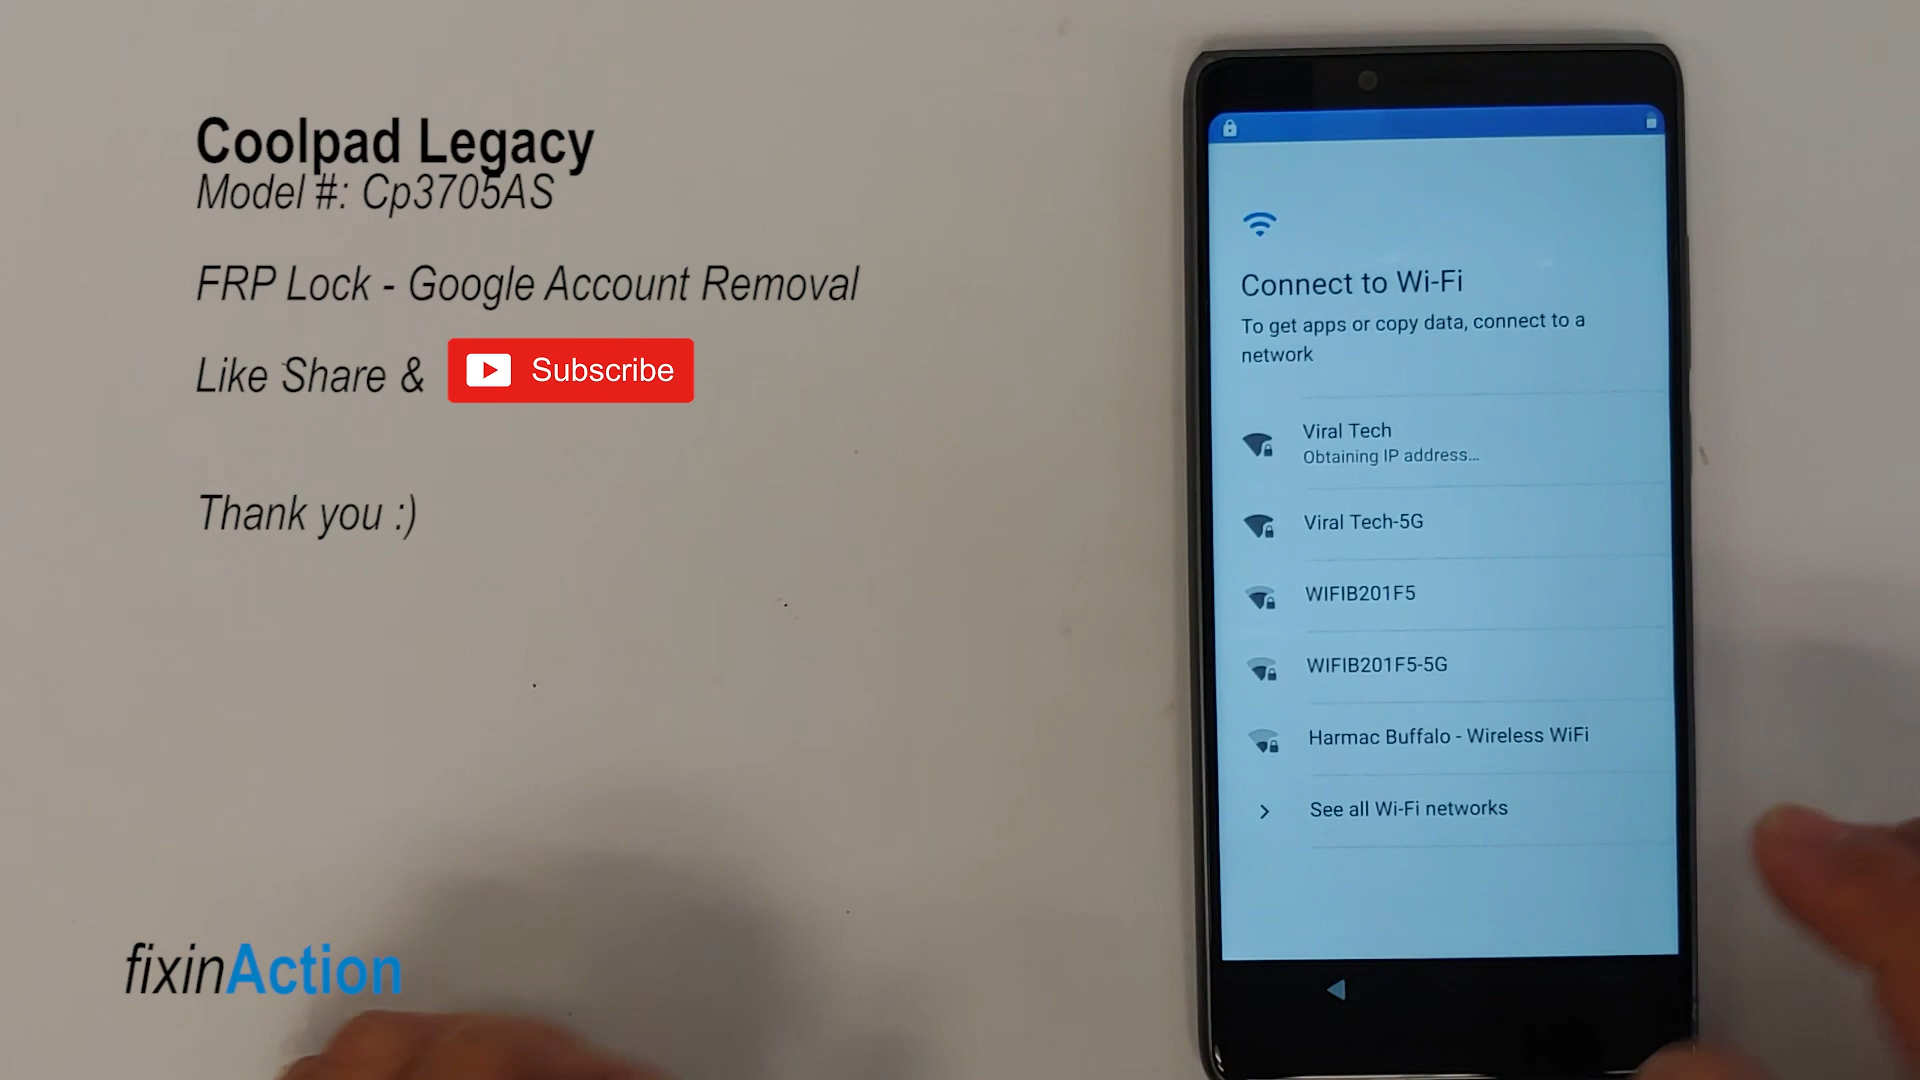 Coolpad Legacy
Model #: Cp3705AS
FRP Lock - Google Account Removal
Like Share & Subscribe
Thank you :)
fixinAction
Connect to Wi-Fi
To get apps or copy data, connect to a
network
Viral Tech
Obtaining IP address...
Viral Tech-5G
WIFIB201F5
WIFIB201F5-5G
Harmac Buffalo - Wireless WiFi
See all Wi-Fi networks